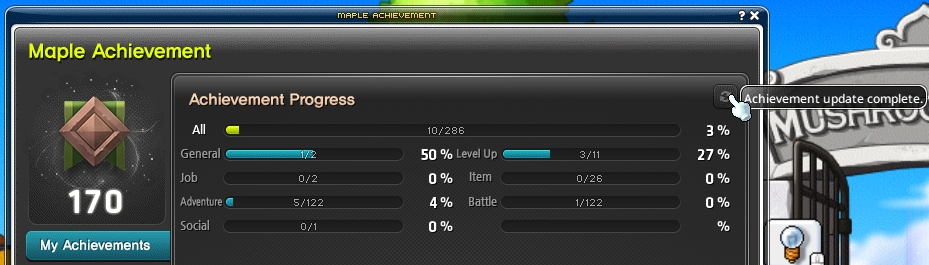 MAPLE ACHIEVEMENT
? X
Maple Achievement
Achievement Progress
Achievement update complete.
All 10/286 3 %
General 1/2 50 % Level Up 3/11 27 %
Job 0/2 0 % Item 0/26 0 %
Adventure 5/122 4 % Battle 1/122 0 %
Social 0/1 0 % %
170
My Achievements
MUSHROO